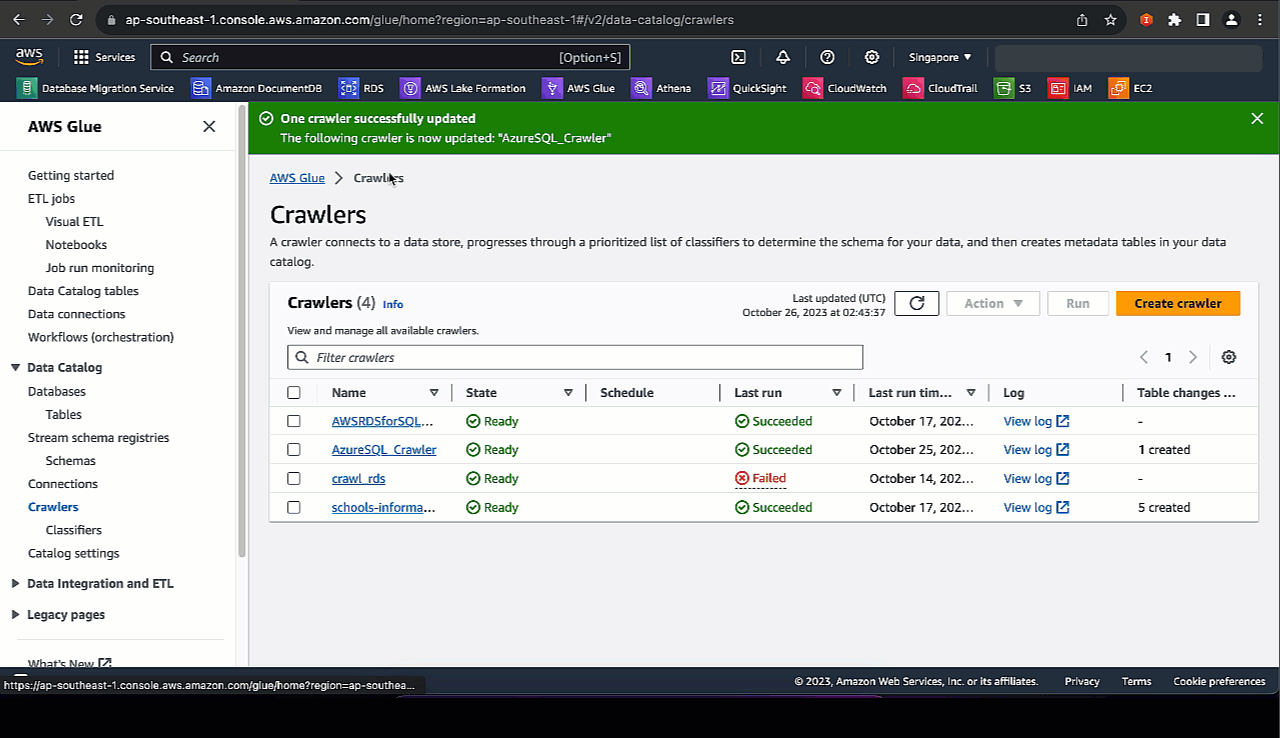 ap-southeast-1.console.aws.amazon.com/glue/home?region=ap-southeast-1#/v2/data-catalog/crawlers
aws Services Search [Option+S] Singapore
Database Migration Service Amazon DocumentDB RDS AWS Lake Formation AWS Glue Athena QuickSight CloudWatch CloudTrail S3 IAM EC2
AWS Glue
Getting started
ETL jobs
Visual ETL
Notebooks
Job run monitoring
Data Catalog tables
Data connections
Workflows (orchestration)
Data Catalog
Databases
Tables
Stream schema registries
Schemas
Connections
Crawlers
Classifiers
Catalog settings
Data Integration and ETL
Legacy pages
What's New
One crawler successfully updated
The following crawler is now updated: "AzureSQL_Crawler"
AWS Glue Crawlers
Crawlers
A crawler connects to a data store, progresses through a prioritized list of classifiers to determine the schema for your data, and then creates metadata tables in your data
catalog.
Crawlers (4) Info
Last updated (UTC)
October 26, 2023 at 02:43:37
Action Run Create crawler
View and manage all available crawlers.
Filter crawlers
1
Name State Schedule Last run Last run tim... Log Table changes ...
AWSRDSforSQL... Ready Succeeded October 17, 202... View log -
AzureSQL_Crawler Ready Succeeded October 25, 202... View log 1 created
crawl_rds Ready Failed October 14, 202... View log -
schools-informa... Ready Succeeded October 17, 202... View log 5 created
https://ap-southeast-1.console.aws.amazon.com/glue/home?region=ap-southea...
© 2023, Amazon Web Services, Inc. or its affiliates. Privacy Terms Cookie preferences